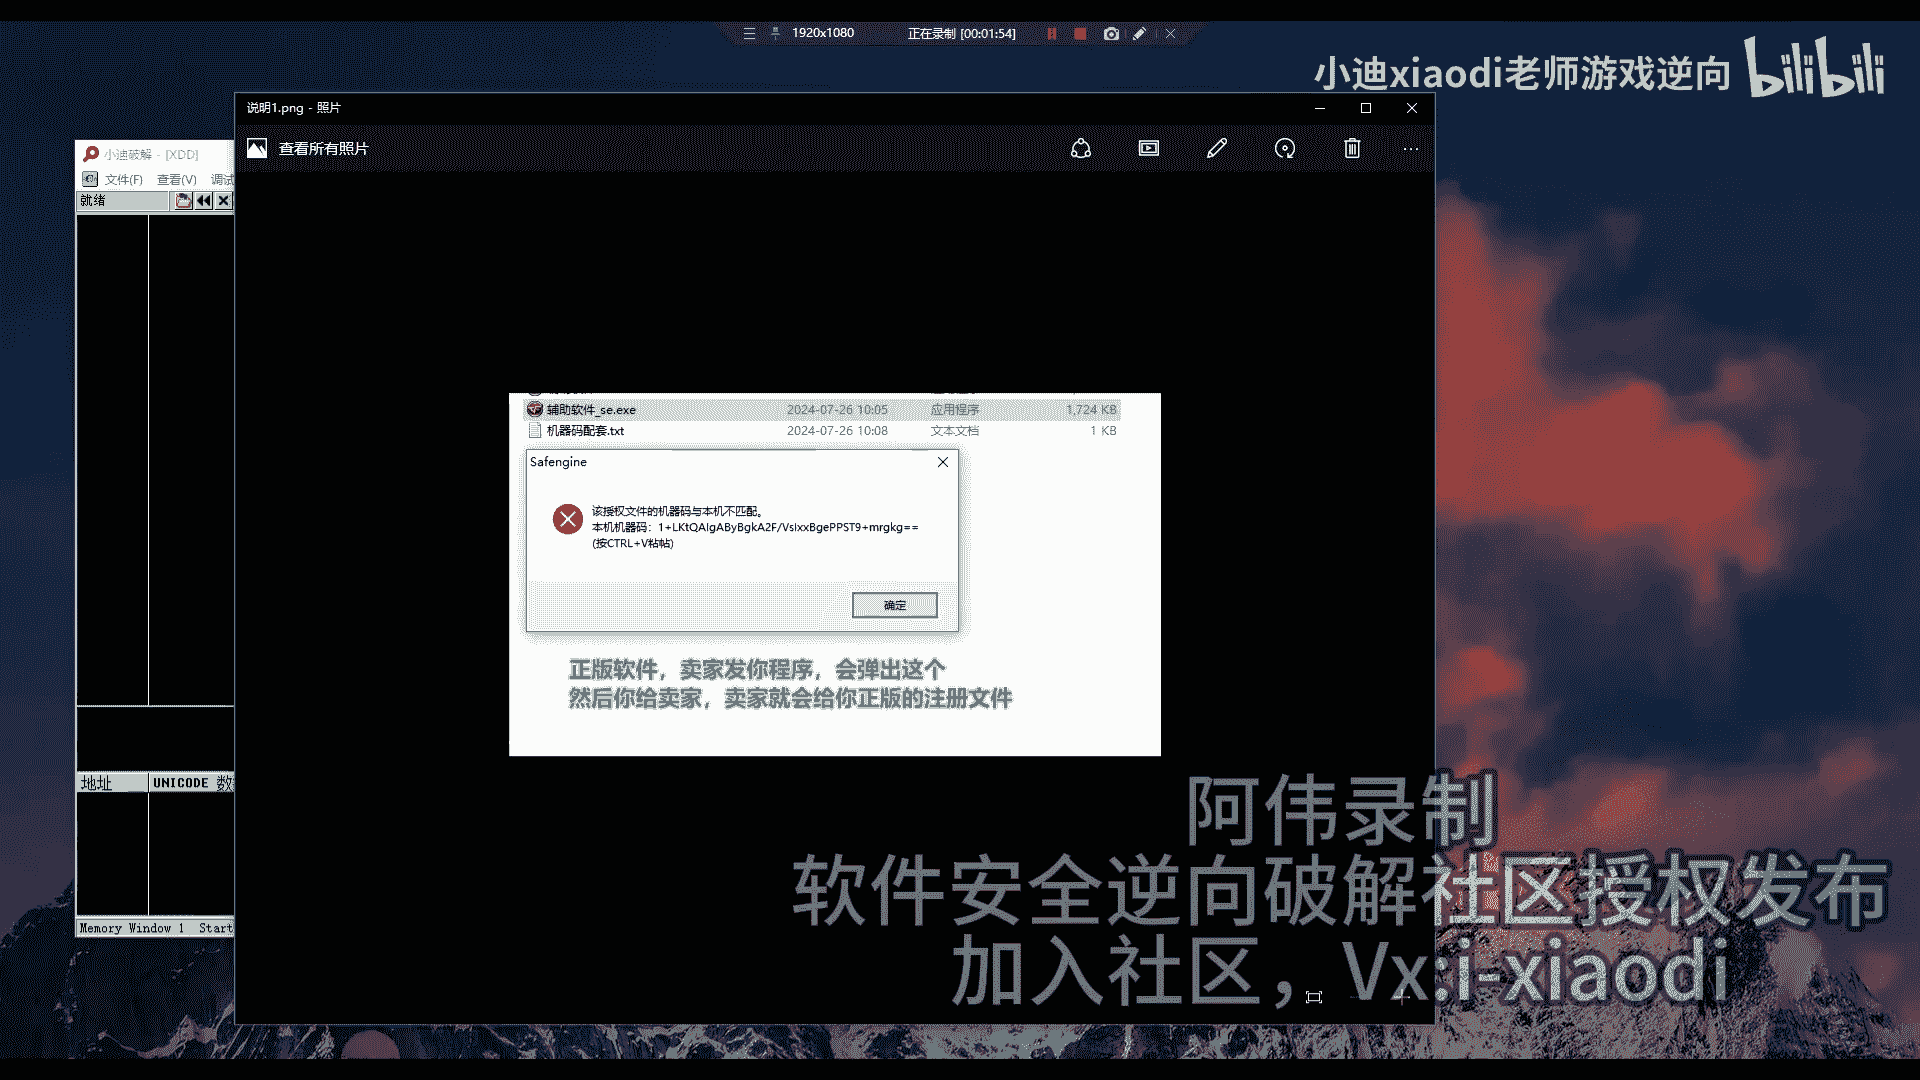 1920x1080
正在录制 [00:01:54]
小迪xiaodi老师游戏逆向 bilibili
说明1.png - 照片
查看所有照片
小迪破解 - [XDD]
文件(F) 查看(V) 调试
就绪
辅助软件_se.exe 2024-07-26 10:05 应用程序 1,724 KB
机器码配套.txt 2024-07-26 10:08 文本文档 1 KB
Safengine
该授权文件的机器码与本机不匹配。
本机机器码：1+LKtQAIgAByBgkA2F/VsIxxBgePPST9+mrgkg==
(按CTRL+V粘帖)
确定
正版软件，卖家发你程序，会弹出这个
然后你给卖家，卖家就会给你正版的注册文件
地址 UNICODE 数
Memory Window 1 Start
阿伟录制
软件安全逆向破解社区授权发布
加入社区，Vx:i-xiaodi